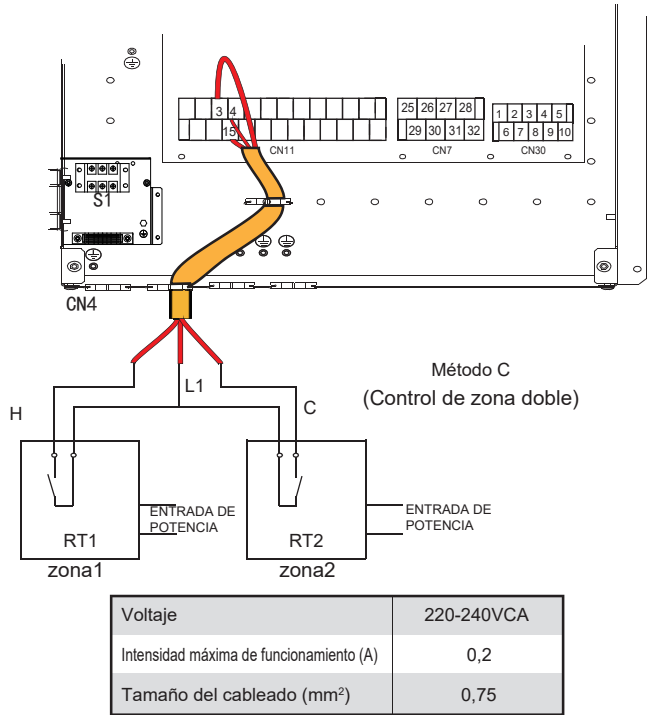 3 4
25 26 27 28
1 2 3 4 5
15
29 30 31 32
6 7 8 9 10
CN11
CN7
CN30
S1
CN4
Método C
(Control de zona doble)
H
L1
C
ENTRADA DE
POTENCIA
ENTRADA DE
POTENCIA
RT1
RT2
zona1
zona2
Voltaje 220-240VCA
Intensidad máxima de funcionamiento (A) 0,2
Tamaño del cableado (mm²) 0,75